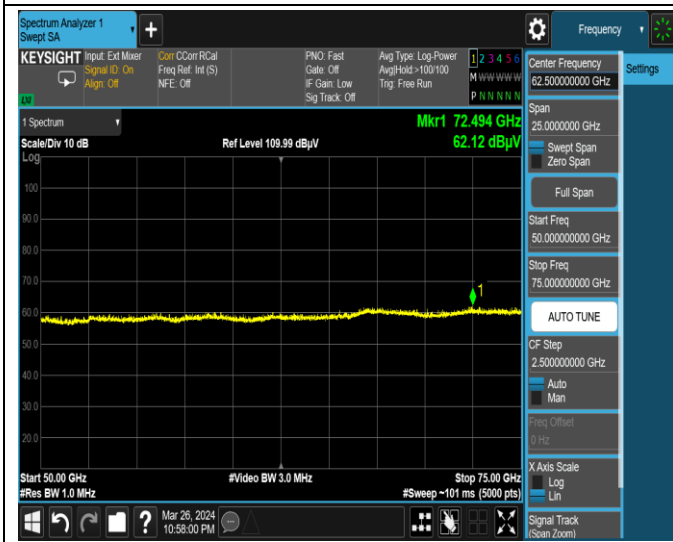 Spectrum Analyzer 1
Swept SA
Frequency
KEYSIGHT
Input: Ext Mixer
Signal ID: On
Align: Off
Corr CCorr RCal
Freq Ref: Int (S)
NFE: Off
PNO: Fast
Gate: Off
IF Gain: Low
Sig Track: Off
Avg Type: Log-Power
Avg|Hold:>100/100
Trig: Free Run
1 2 3 4 5 6
M W W W W W
P N N N N N
LXI
1 Spectrum
Scale/Div 10 dB
Log
Ref Level 109.99 dBµV
Mkr1 72.494 GHz
62.12 dBµV
100
90.0
80.0
70.0
60.0
50.0
40.0
30.0
20.0
1
Start 50.00 GHz
#Res BW 1.0 MHz
#Video BW 3.0 MHz
Stop 75.00 GHz
#Sweep ~101 ms (5000 pts)
?
Mar 26, 2024
10:58:00 PM
Center Frequency
62.500000000 GHz
Settings
Span
25.0000000 GHz
Swept Span
Zero Span
Full Span
Start Freq
50.000000000 GHz
Stop Freq
75.000000000 GHz
AUTO TUNE
CF Step
2.500000000 GHz
Auto
Man
Freq Offset
0 Hz
X Axis Scale
Log
Lin
Signal Track
(Span Zoom)